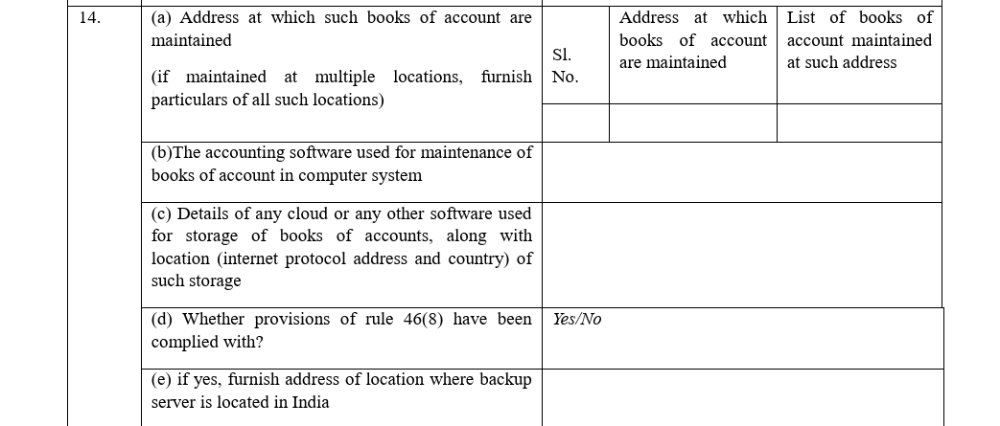 14.
(a) Address at which such books of account are
maintained
(if maintained at multiple locations, furnish
particulars of all such locations)
Sl.
No.
Address at which
books of account
are maintained
List of books of
account maintained
at such address
(b)The accounting software used for maintenance of
books of account in computer system
(c) Details of any cloud or any other software used
for storage of books of accounts, along with
location (internet protocol address and country) of
such storage
(d) Whether provisions of rule 46(8) have been
complied with?
Yes/No
(e) if yes, furnish address of location where backup
server is located in India